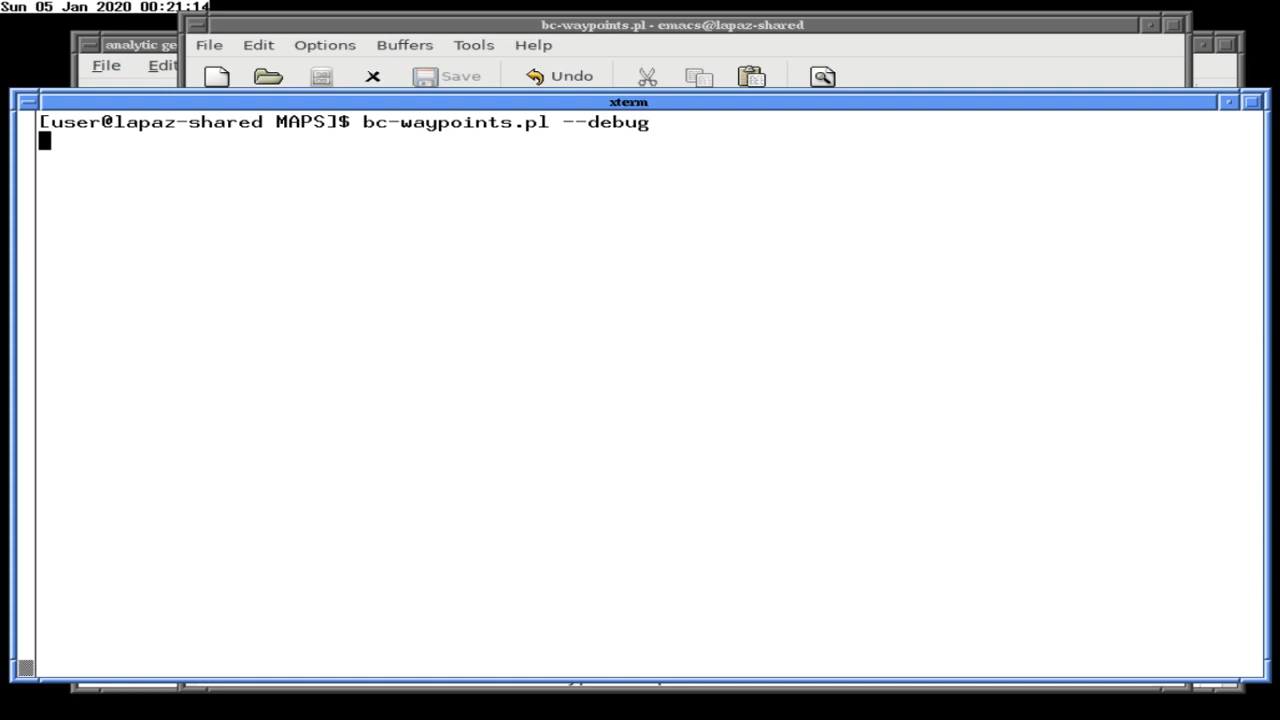 Sun 05 Jan 2020 00:21:14
bc-waypoints.pl - emacs@lapaz-shared
analytic ge
File Edit Options Buffers Tools Help
File Edit
Save Undo
xterm
[user@lapaz-shared MAPS]$ bc-waypoints.pl --debug